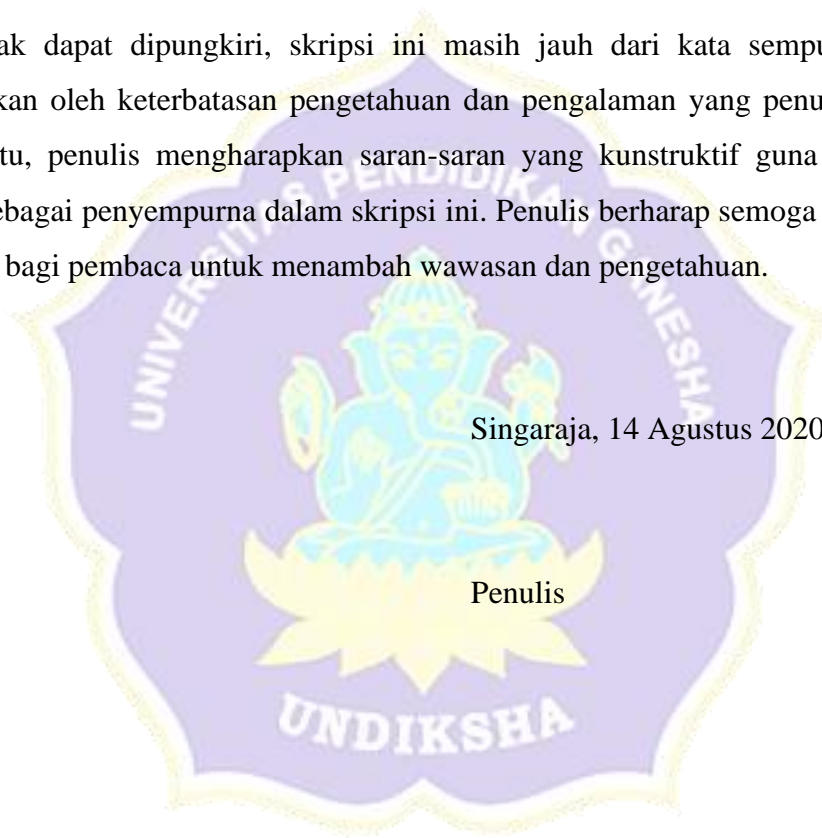 ak dapat dipungkiri, skripsi ini masih jauh dari kata sempu
kan oleh keterbatasan pengetahuan dan pengalaman yang penu
tu, penulis mengharapkan saran-saran yang kunstruktif guna
ebagai penyempurna dalam skripsi ini. Penulis berharap semoga
bagi pembaca untuk menambah wawasan dan pengetahuan.
UNIVERSITAS PENDIDIKAN GANESHA
Singaraja, 14 Agustus 2020
Penulis
UNDIKSHA